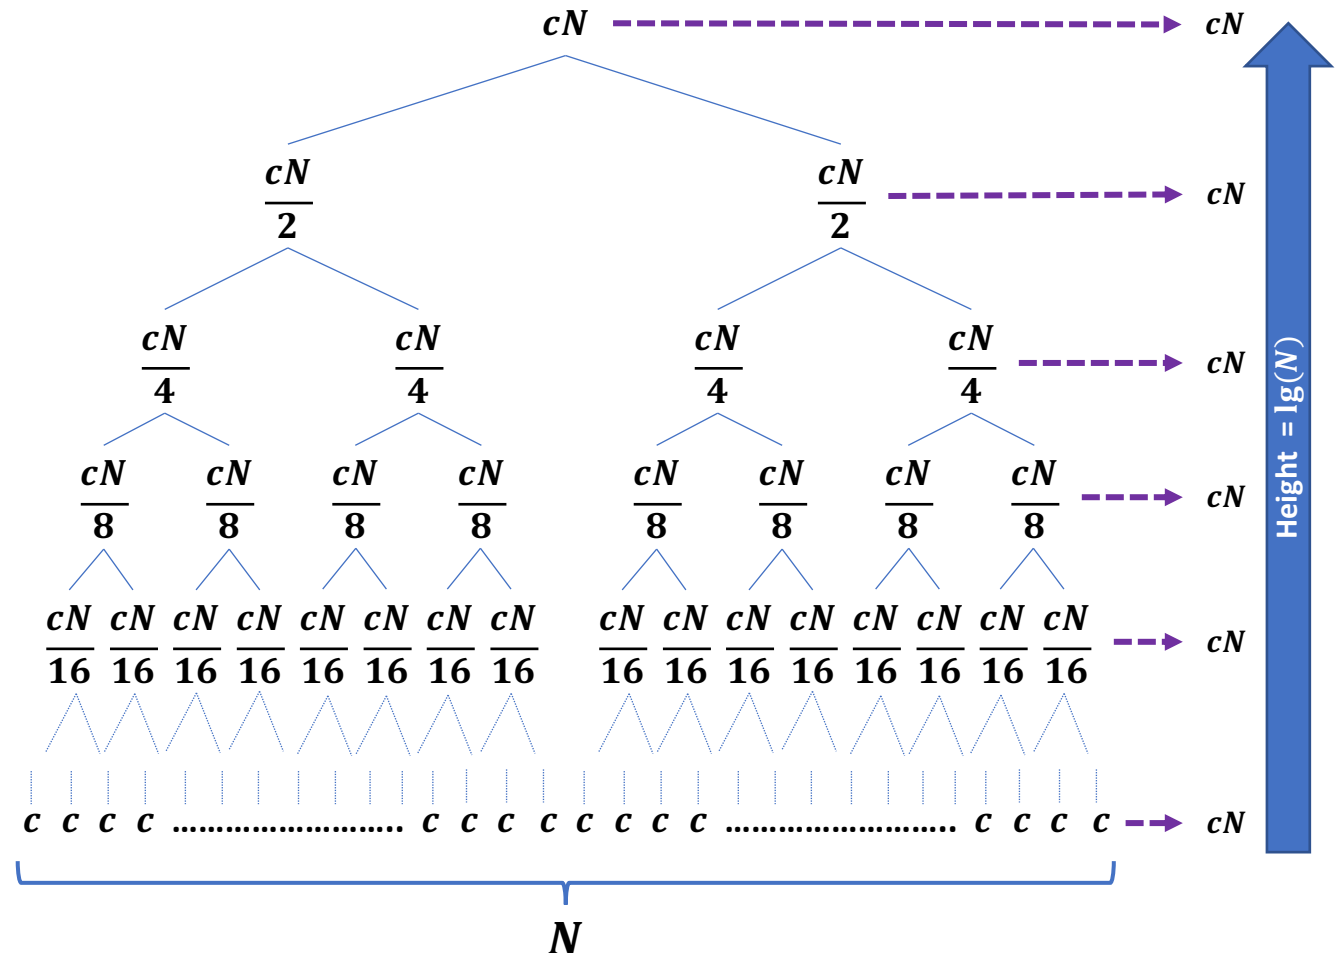 cN cN
cN/2 cN/2 cN
cN/4 cN/4 cN/4 cN/4 cN
cN/8 cN/8 cN/8 cN/8 cN/8 cN/8 cN/8 cN/8 cN
cN/16 cN/16 cN/16 cN/16 cN/16 cN/16 cN/16 cN/16 cN/16 cN/16 cN/16 cN/16 cN/16 cN/16 cN/16 cN/16 cN
c c c c ........................ c c c c c c c c ........................ c c c c cN
N
Height = lg(N)